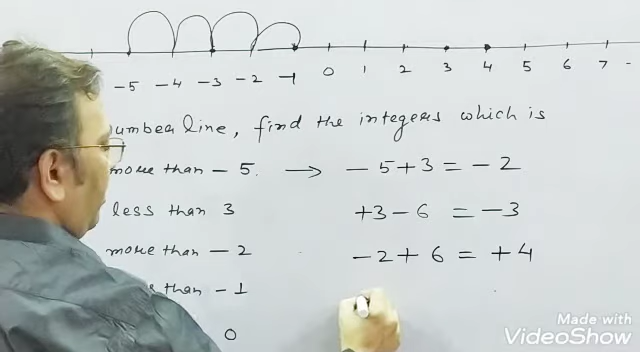 -5 -4 -3 -2 -1 0 1 2 3 4 5 6 7
line, find the integers which is
more than - 5. → - 5 + 3 = - 2
less than 3 + 3 - 6 = - 3
more than - 2 - 2 + 6 = + 4
than - 1
0
Made with
VideoShow